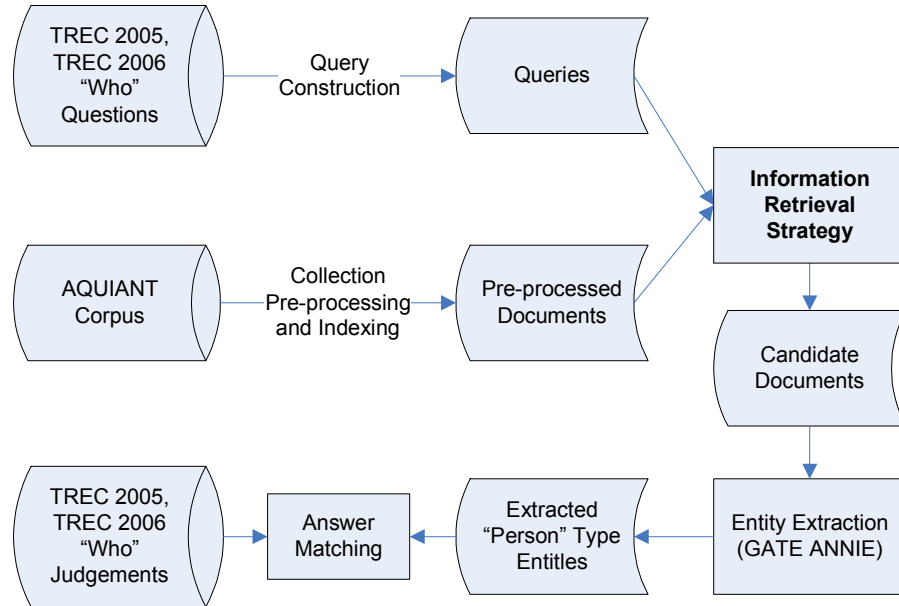 TREC 2005,
TREC 2006
“Who”
Questions
Query
Construction
Queries
Information
Retrieval
Strategy
AQUIANT
Corpus
Collection
Pre-processing
and Indexing
Pre-processed
Documents
Candidate
Documents
TREC 2005,
TREC 2006
“Who”
Judgements
Answer
Matching
Extracted
“Person” Type
Entitles
Entity Extraction
(GATE ANNIE)